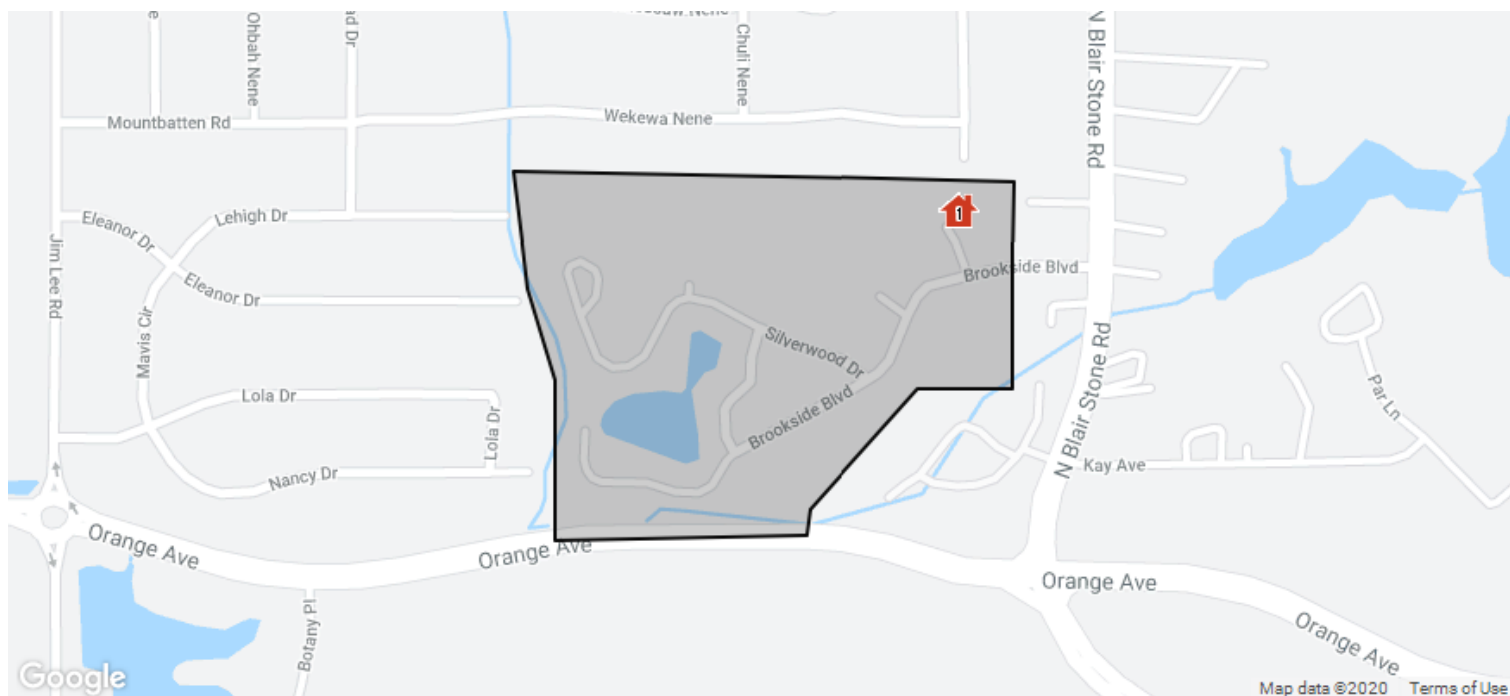 Ohbah Nene
ad Dr
Chuli Nene
N Blair Stone Rd
Mountbatten Rd
Wekewa Nene
Lehigh Dr
Eleanor Dr
1
Jim Lee Rd
Eleanor Dr
Brookside Blvd
Mavis Cir
Silverwood Dr
N Blair Stone Rd
Par Ln
Lola Dr
Lola Dr
Brookside Blvd
Nancy Dr
Kay Ave
Orange Ave
Orange Ave
Orange Ave
Botany Pl
Orange Ave
Google
Map data ©2020
Terms of Use